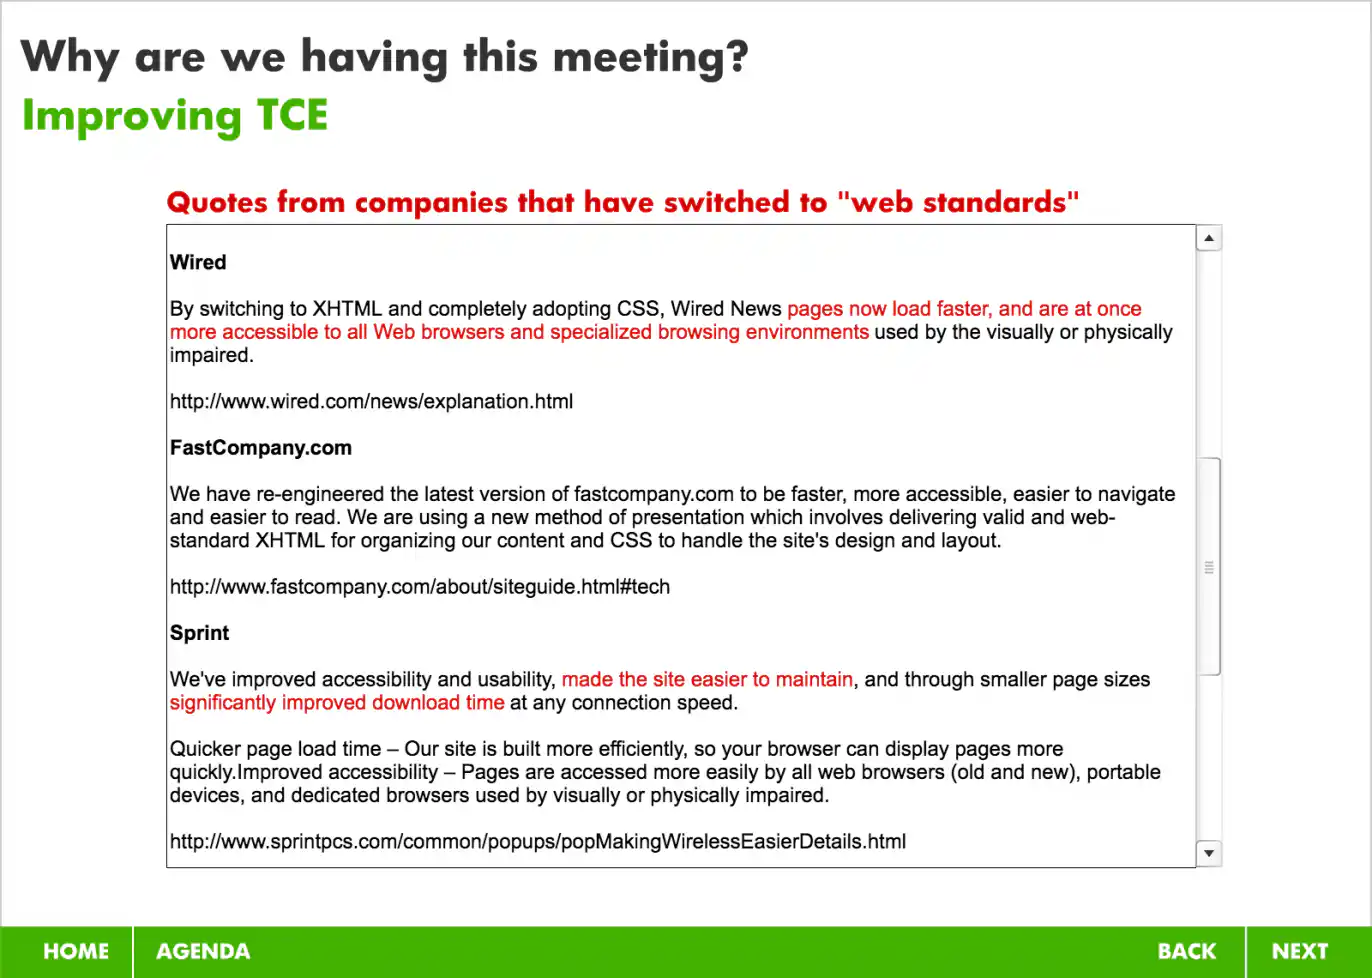 Why are we having this meeting?
Improving TCE
Quotes from companies that have switched to "web standards"
Wired
By switching to XHTML and completely adopting CSS, Wired News pages now load faster, and are at once
more accessible to all Web browsers and specialized browsing environments used by the visually or physically
impaired.
http://www.wired.com/news/explanation.html
FastCompany.com
We have re-engineered the latest version of fastcompany.com to be faster, more accessible, easier to navigate
and easier to read. We are using a new method of presentation which involves delivering valid and web-
standard XHTML for organizing our content and CSS to handle the site's design and layout.
http://www.fastcompany.com/about/siteguide.html#tech
Sprint
We've improved accessibility and usability, made the site easier to maintain, and through smaller page sizes
significantly improved download time at any connection speed.
Quicker page load time – Our site is built more efficiently, so your browser can display pages more
quickly.Improved accessibility – Pages are accessed more easily by all web browsers (old and new), portable
devices, and dedicated browsers used by visually or physically impaired.
http://www.sprintpcs.com/common/popups/popMakingWirelessEasierDetails.html
HOME AGENDA BACK NEXT